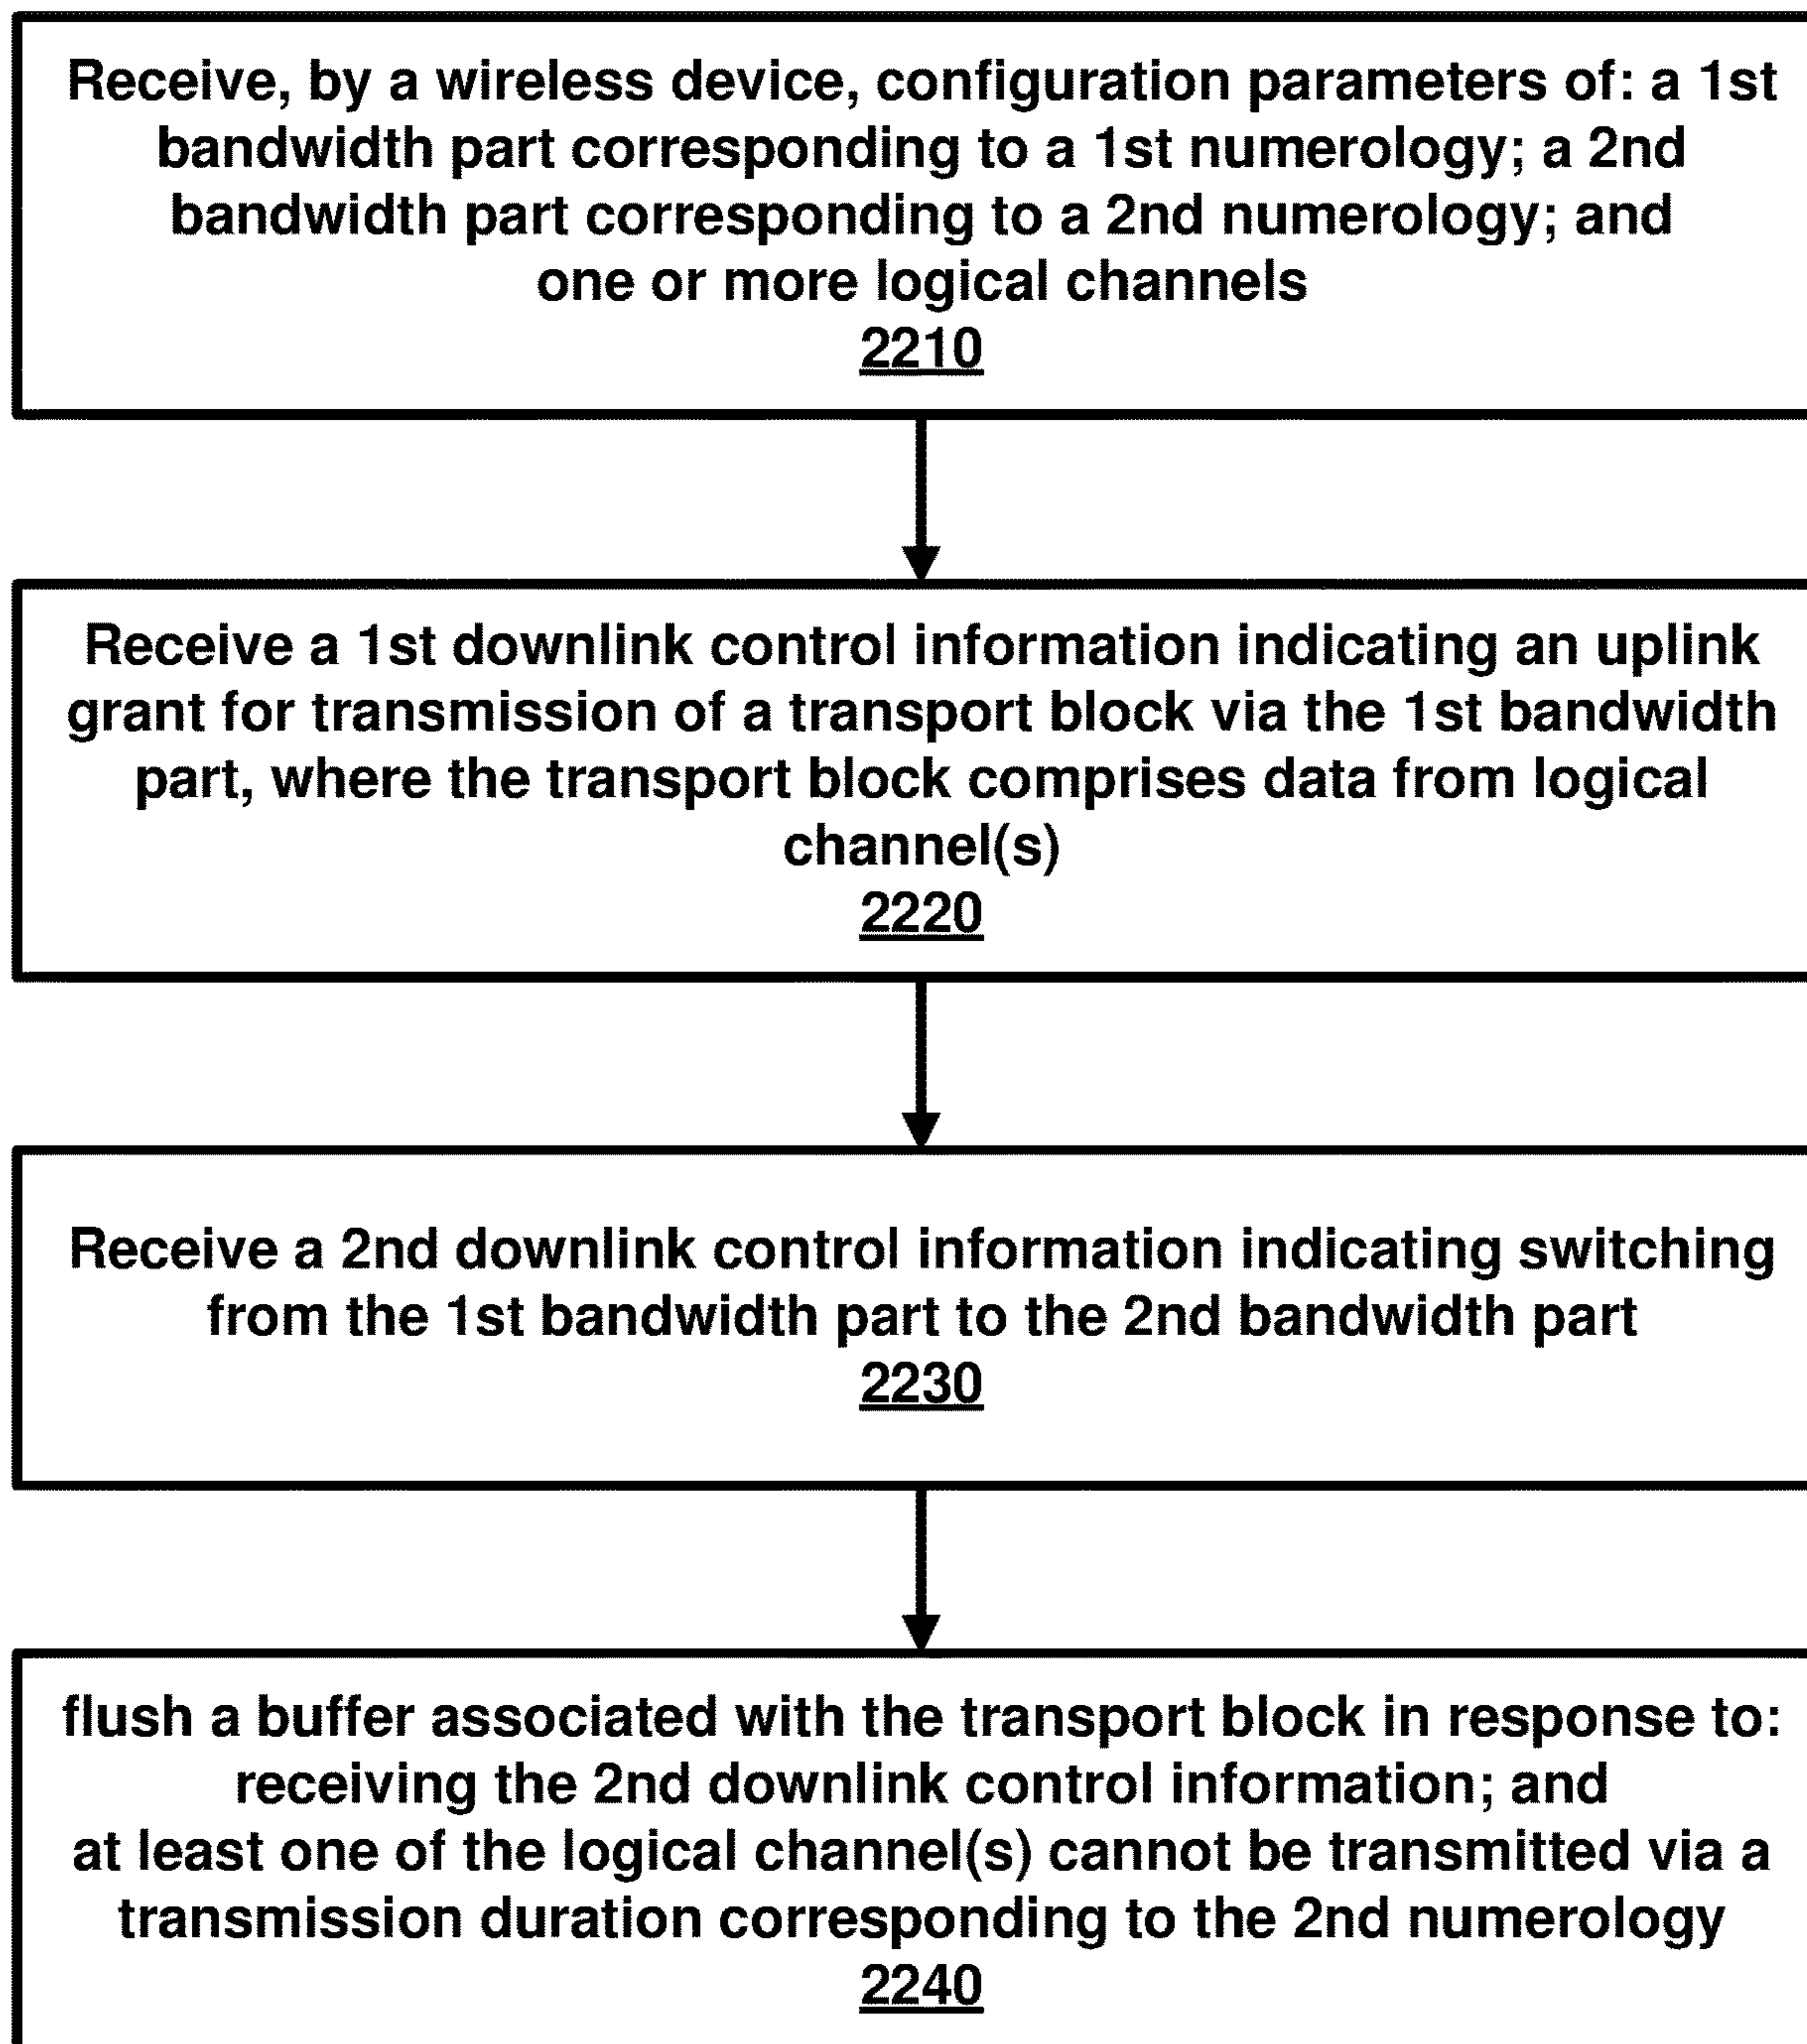 Receive, by a wireless device, configuration parameters of: a 1st
bandwidth part corresponding to a 1st numerology; a 2nd
bandwidth part corresponding to a 2nd numerology; and
one or more logical channels
2210
Receive a 1st downlink control information indicating an uplink
grant for transmission of a transport block via the 1st bandwidth
part, where the transport block comprises data from logical
channel(s)
2220
Receive a 2nd downlink control information indicating switching
from the 1st bandwidth part to the 2nd bandwidth part
2230
flush a buffer associated with the transport block in response to:
receiving the 2nd downlink control information; and
at least one of the logical channel(s) cannot be transmitted via a
transmission duration corresponding to the 2nd numerology
2240